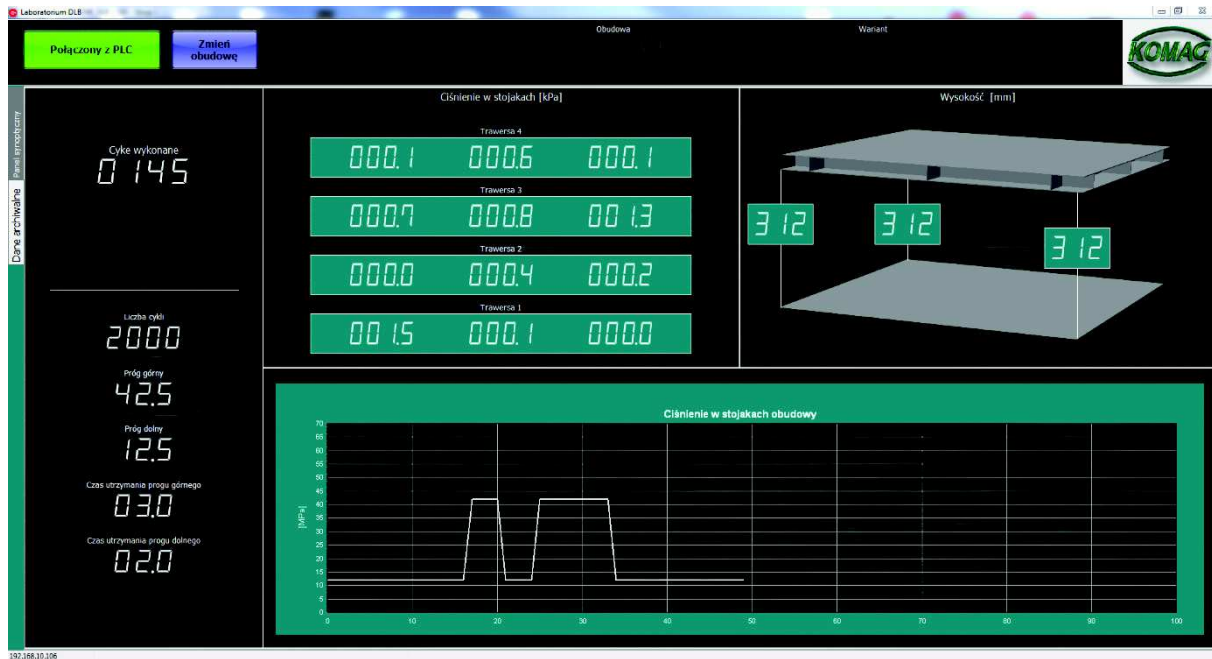 Laboratorium DLB
Połączony z PLC
Zmień
obudowę
Obudowa
Wariant
KOMAG
Panel synoptyczny
Dane archiwalne
Cyke wykonane
0145
Liczba cykli
2000
Próg górny
42.5
Próg dolny
12.5
Czas utrzymania progu górnego
03.0
Czas utrzymania progu dolnego
02.0
Ciśnienie w stojakach [kPa]
Trawersa 4
000.1 000.6 000.1
Trawersa 3
000.7 000.8 001.3
Trawersa 2
000.0 000.4 000.2
Trawersa 1
001.5 000.1 000.0
Wysokość [mm]
312 312 312
Ciśnienie w stojakach obudowy
[MPa]
70
65
60
55
50
45
40
35
30
25
20
15
10
5
0
0 10 20 30 40 50 60 70 80 90 100
192.168.10.106